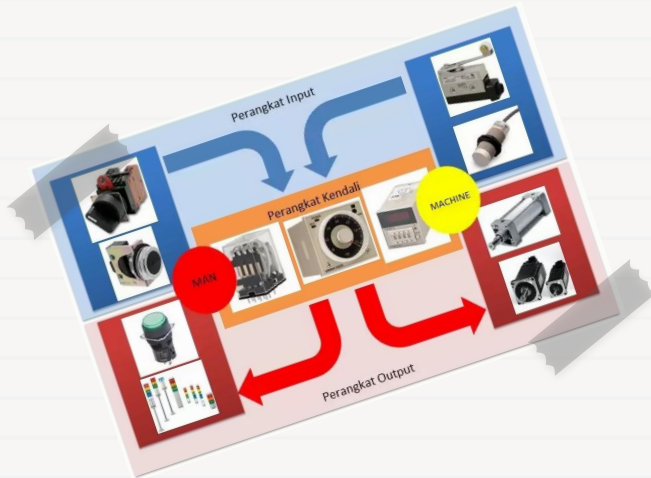 Perangkat Input
Perangkat Kendali
MACHINE
MAN
Perangkat Output